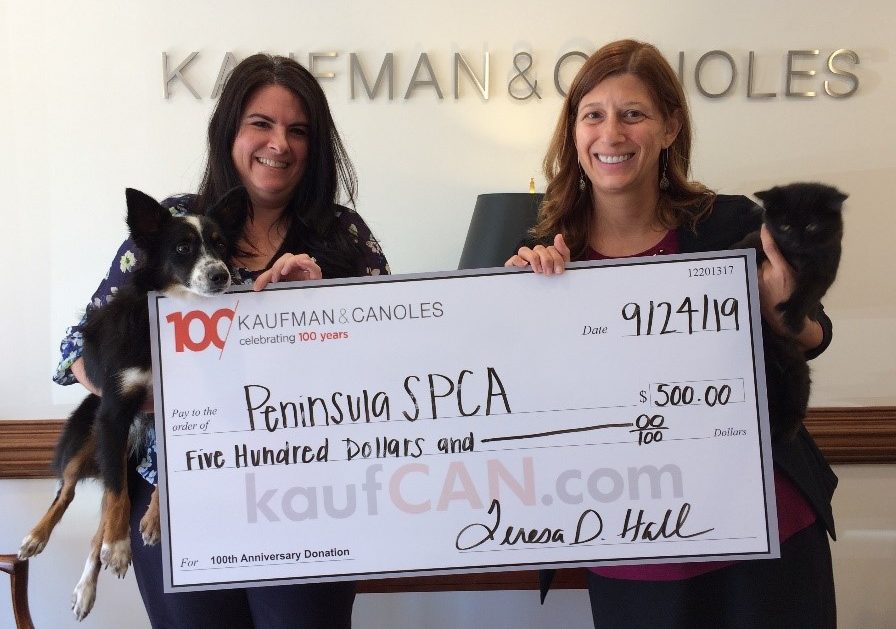 KAUFMAN & CANOLES
12201317
100 KAUFMAN & CANOLES
celebrating 100 years
Date 9/24/19
Pay to the
order of Peninsula SPCA $ 500.00
Five Hundred Dollars and 00/100 Dollars
kaufCAN.com
Teresa D. Hall
For 100th Anniversary Donation